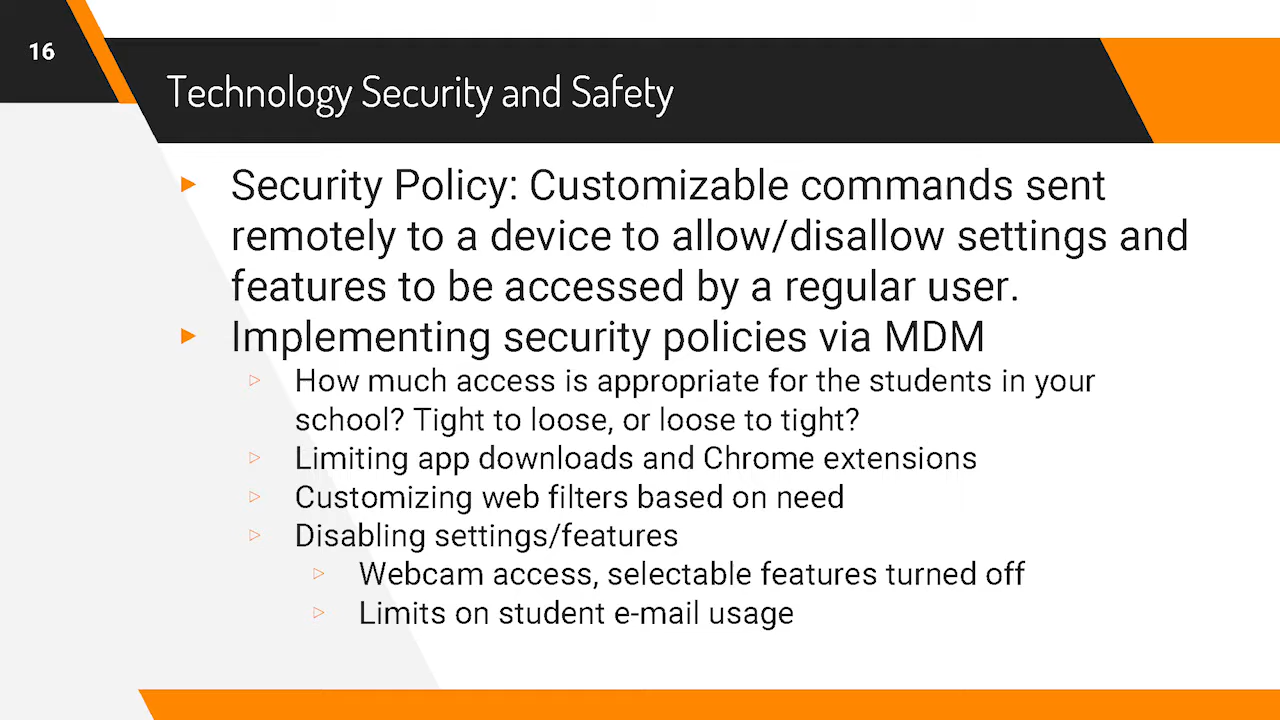 16
Technology Security and Safety
Security Policy: Customizable commands sent
remotely to a device to allow/disallow settings and
features to be accessed by a regular user.
Implementing security policies via MDM
How much access is appropriate for the students in your
school? Tight to loose, or loose to tight?
Limiting app downloads and Chrome extensions
Customizing web filters based on need
Disabling settings/features
Webcam access, selectable features turned off
Limits on student e-mail usage